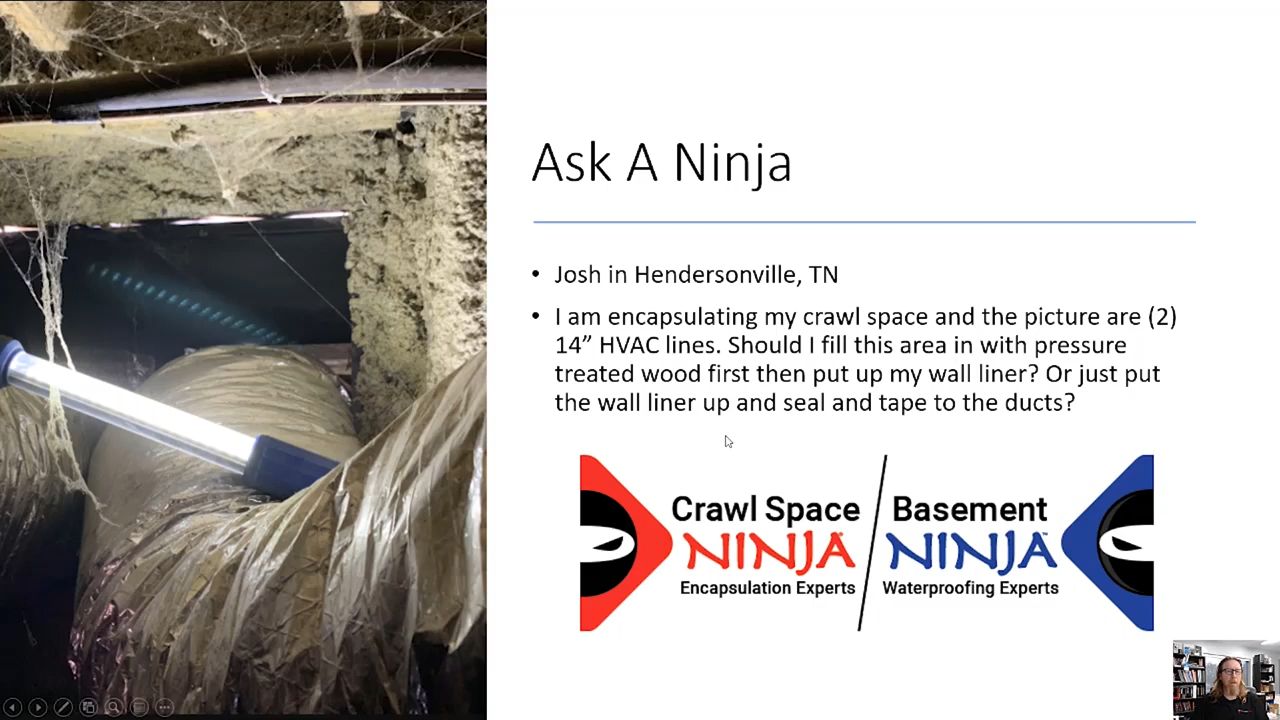 Ask A Ninja
• Josh in Hendersonville, TN
• I am encapsulating my crawl space and the picture are (2)
14” HVAC lines. Should I fill this area in with pressure
treated wood first then put up my wall liner? Or just put
the wall liner up and seal and tape to the ducts?
Crawl Space
NINJA
Encapsulation Experts
Basement
NINJA
Waterproofing Experts